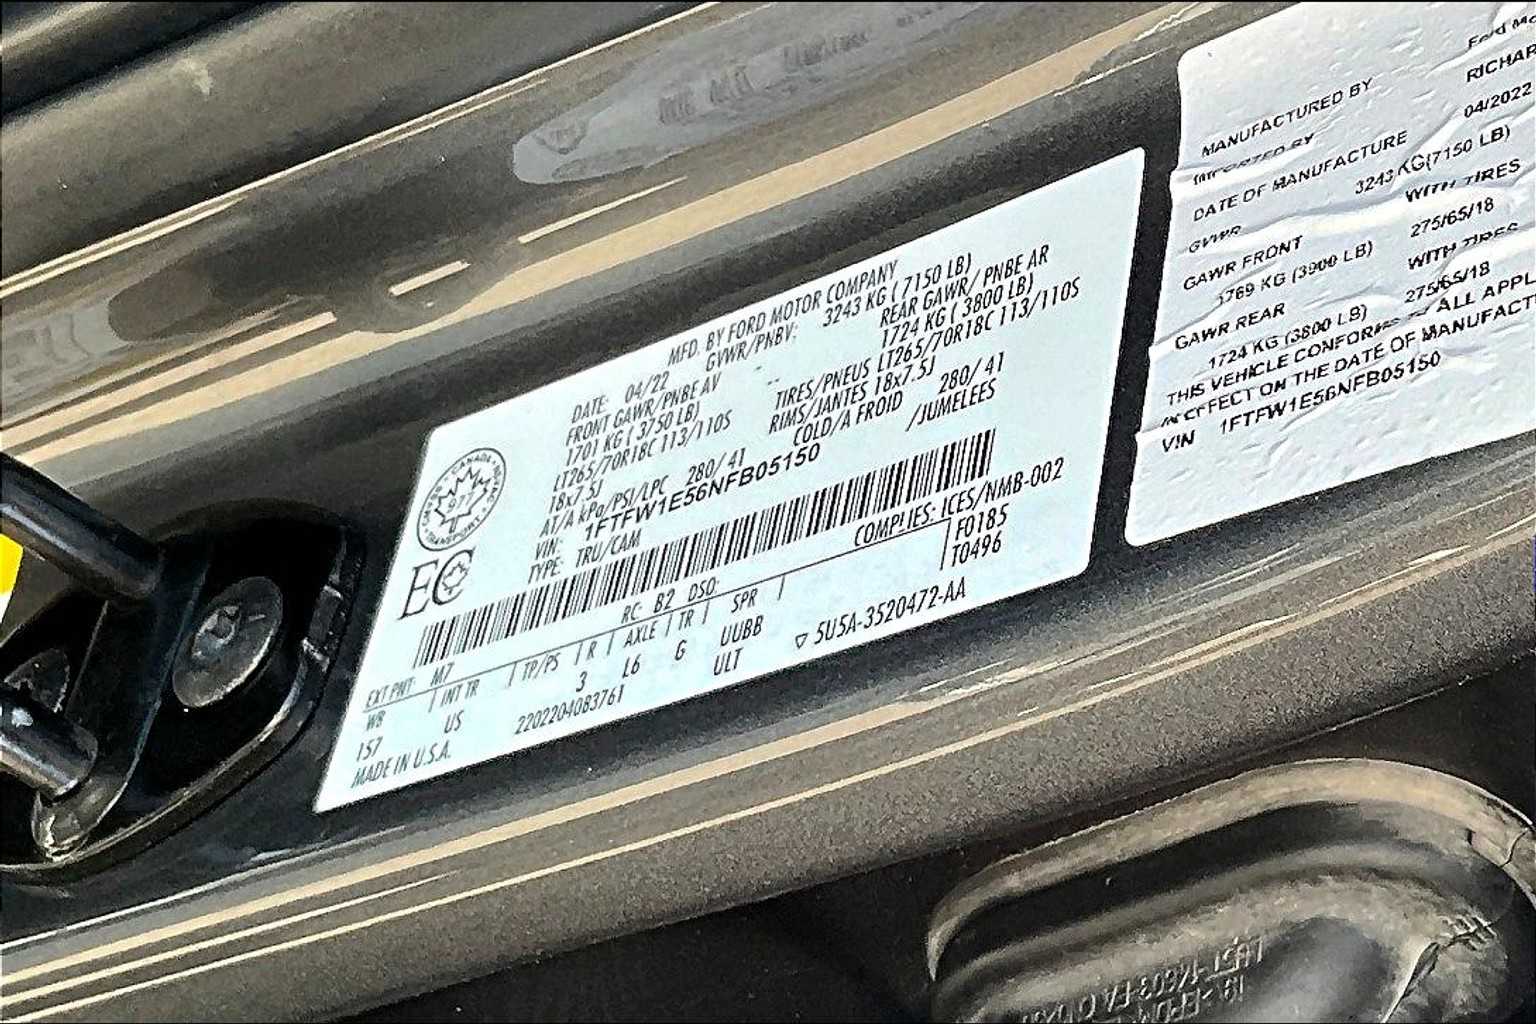 MFD. BY FORD MOTOR COMPANY
DATE: 04/22 GVWR/PNBV: 3243 KG ( 7150 LB)
FRONT GAWR/PNBE AV REAR GAWR/ PNBE AR
1701 KG ( 3750 LB) 1724 KG ( 3800 LB)
LT265/70R18C 113/110S TIRES/PNEUS LT265/70R18C 113/110S
18x7.5J RIMS/JANTES 18x7.5J
AT/A kPa/PSI/LPC 280/ 41 COLD/A FROID 280/ 41
VIN: 1FTFW1E56NFB05150 /JUMELEES
TYPE: TRU/CAM
COMPLIES: ICES/NMB-002
EXT PNT: M7 RC: B2 DSO: F0185
WB INT TR TP/PS R AXLE TR SPR T0496
157 US 3 L6 G UUBB
MADE IN U.S.A. 2202204083761 ULT ▽ 5U5A-3520472-AA
CANADA
TRANSPORT
977
EC
MANUFACTURED BY Ford
IMPORTED BY
DATE OF MANUFACTURE 04/2022
GVWR 3243 KG(7150 LB)
GAWR FRONT WITH TIRES
1769 KG (3900 LB) 275/65/18
GAWR REAR WITH TIRES
1724 KG (3800 LB) 275/65/18
THIS VEHICLE CONFORMS ALL
EFFECT ON THE DATE OF
VIN 1FTFW1E56NFB05150